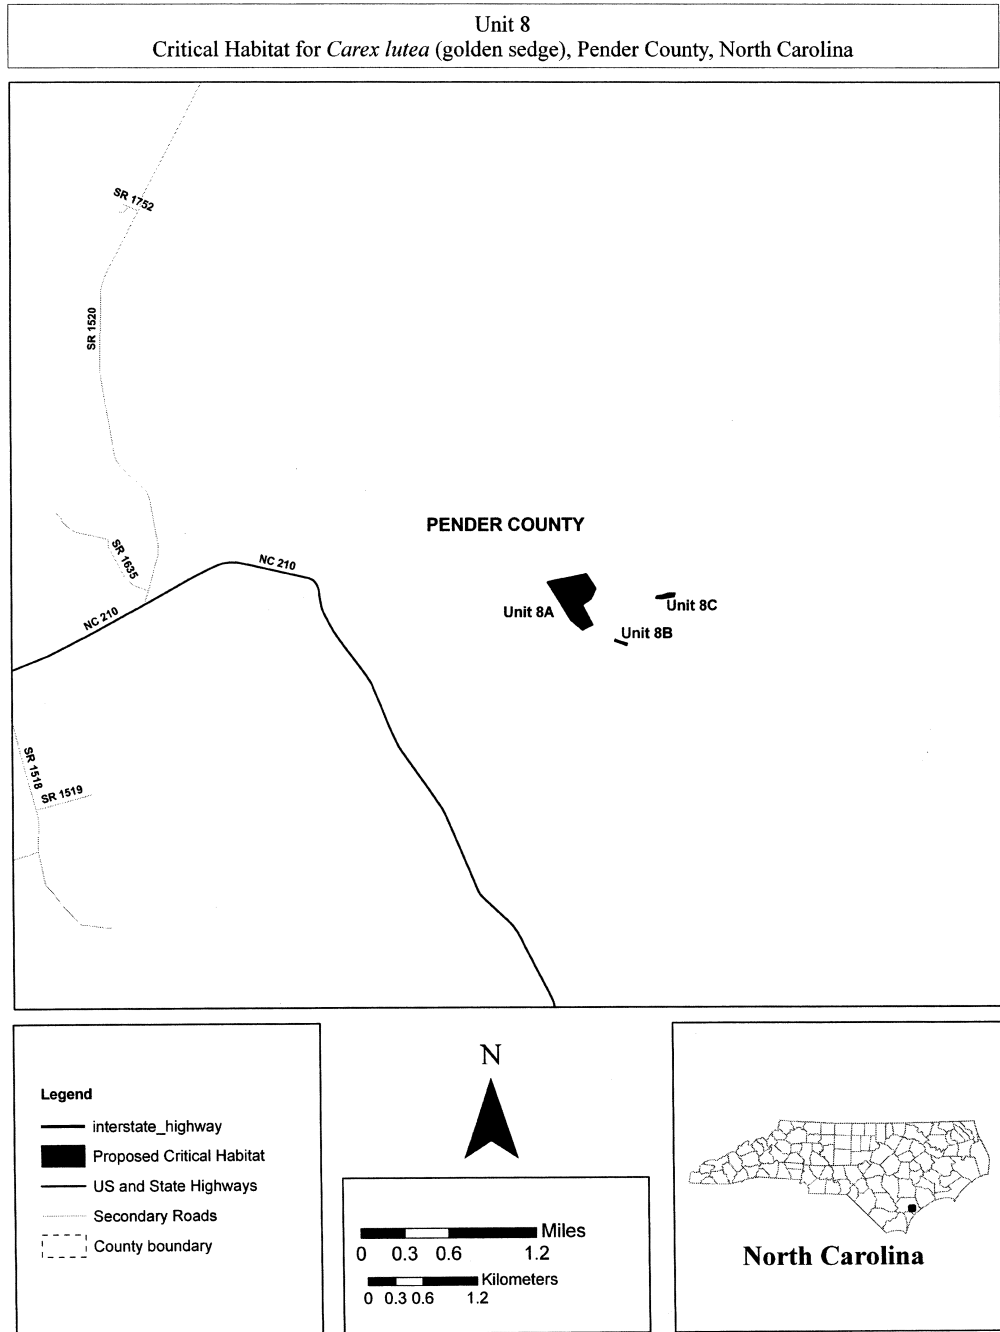 Unit 8
Critical Habitat for Carex lutea (golden sedge), Pender County, North Carolina
SR 1752
SR 1520
PENDER COUNTY
SR 1635
NC 210
NC 210
Unit 8A
Unit 8C
Unit 8B
SR 1518
SR 1519
Legend
interstate_highway
Proposed Critical Habitat
US and State Highways
Secondary Roads
County boundary
N
Miles
0 0.3 0.6 1.2
Kilometers
0 0.3 0.6 1.2
North Carolina